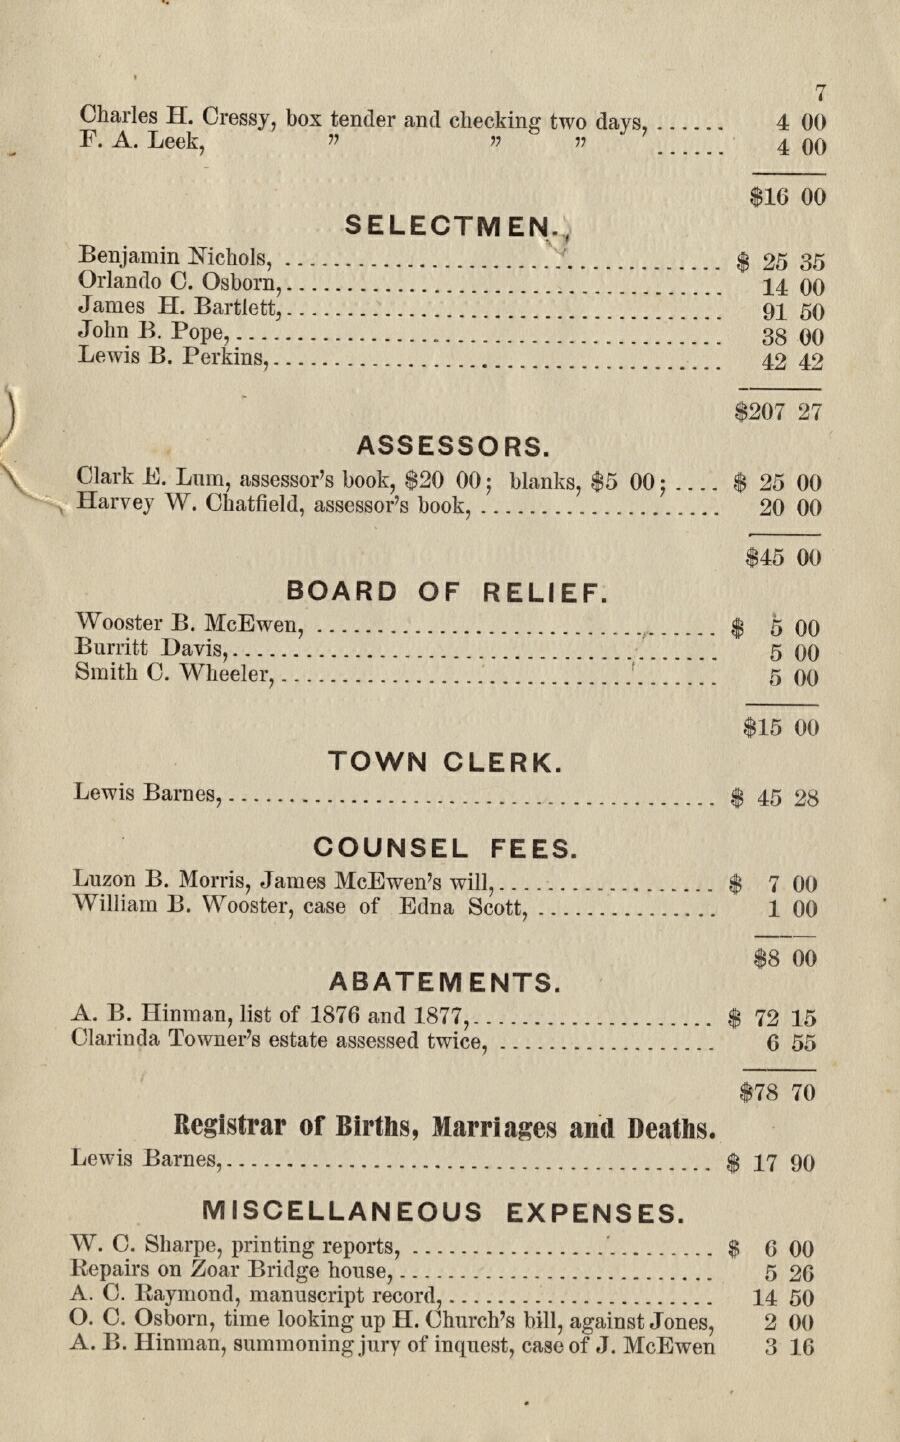 7
Charles H. Cressy, box tender and checking two days, ...... 4 00
F. A. Leek, " " " ...... 4 00
$16 00
SELECTMEN.
Benjamin Nichols, ........................................ $ 25 35
Orlando C. Osborn, ........................................ 14 00
James H. Bartlett, ........................................ 91 50
John B. Pope, ........................................ 38 00
Lewis B. Perkins, ........................................ 42 42
$207 27
ASSESSORS.
Clark E. Lum, assessor's book, $20 00; blanks, $5 00; .... $ 25 00
Harvey W. Chatfield, assessor's book, .................... 20 00
$45 00
BOARD OF RELIEF.
Wooster B. McEwen, ................................... $ 5 00
Burritt Davis, ........................................ 5 00
Smith C. Wheeler, .................................... 5 00
$15 00
TOWN CLERK.
Lewis Barnes, ........................................ $ 45 28
COUNSEL FEES.
Luzon B. Morris, James McEwen's will, .................. $ 7 00
William B. Wooster, case of Edna Scott, ............... 1 00
$8 00
ABATEMENTS.
A. B. Hinman, list of 1876 and 1877, .................... $ 72 15
Clarinda Towner's estate assessed twice, .................. 6 55
$78 70
Registrar of Births, Marriages and Deaths.
Lewis Barnes, ........................................ $ 17 90
MISCELLANEOUS EXPENSES.
W. C. Sharpe, printing reports, ......................... $ 6 00
Repairs on Zoar Bridge house, .......................... 5 26
A. C. Raymond, manuscript record, ...................... 14 50
O. C. Osborn, time looking up H. Church's bill, against Jones, 2 00
A. B. Hinman, summoning jury of inquest, case of J. McEwen 3 16